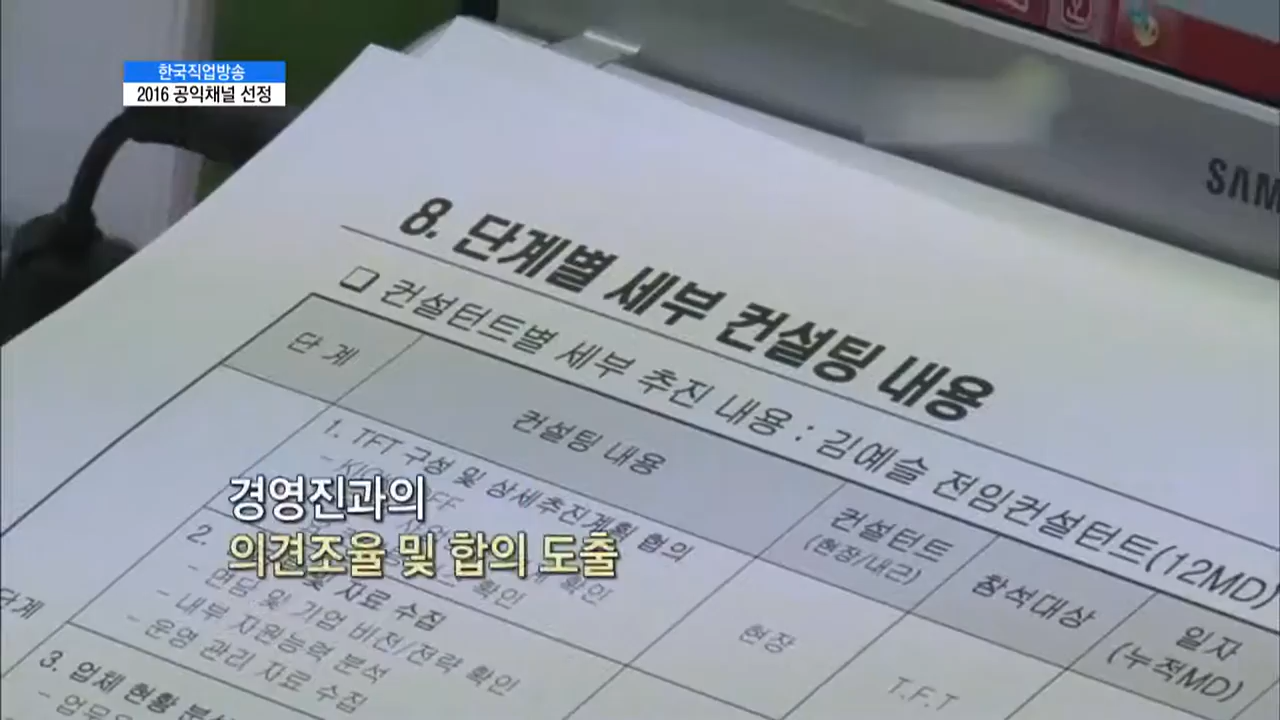 한국직업방송
2016 공익채널 선정
SAM
8. 단계별 세부 컨설팅 내용
❏ 컨설턴트별 세부 추진 내용 : 김예슬 전임컨설턴트(12MD)
단 계
컨설팅 내용
컨설턴트
(현장/내리)
참석대상
일자
(누적MD)
1. TFT 구성 및 상세추진계획 협의
경영진과의
의견조율 및 합의 도출
2.
및 자료 수집
확인
- 면담 및 기업 비전/전략 확인
- 내부 자원능력 분석
- 운영 관리 자료 수집
현장
T.F.T
단계
3. 업체 현황 분석